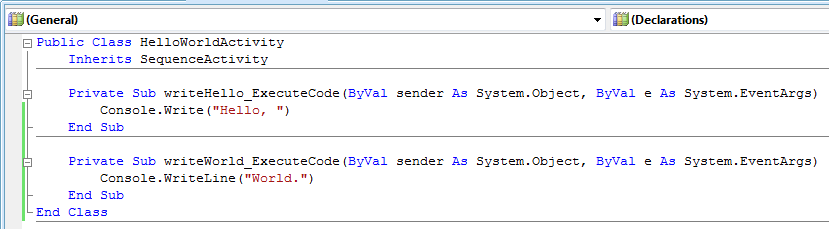 (General) (Declarations)
Public Class HelloWorldActivity
    Inherits SequenceActivity
    Private Sub writeHello_ExecuteCode(ByVal sender As System.Object, ByVal e As System.EventArgs)
        Console.Write("Hello, ")
    End Sub
    Private Sub writeWorld_ExecuteCode(ByVal sender As System.Object, ByVal e As System.EventArgs)
        Console.WriteLine("World.")
    End Sub
End Class